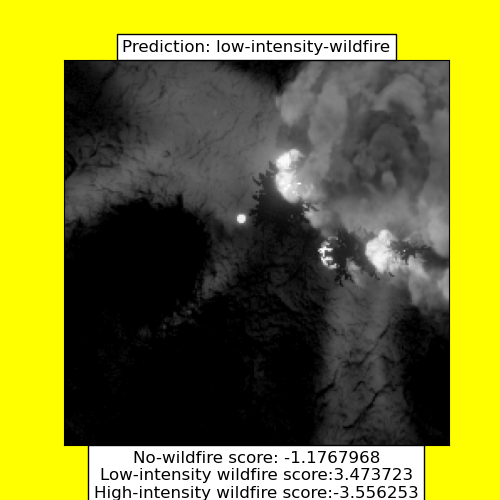 Prediction: low-intensity-wildfire
No-wildfire score: -1.1767968
Low-intensity wildfire score:3.473723
High-intensity wildfire score:-3.556253